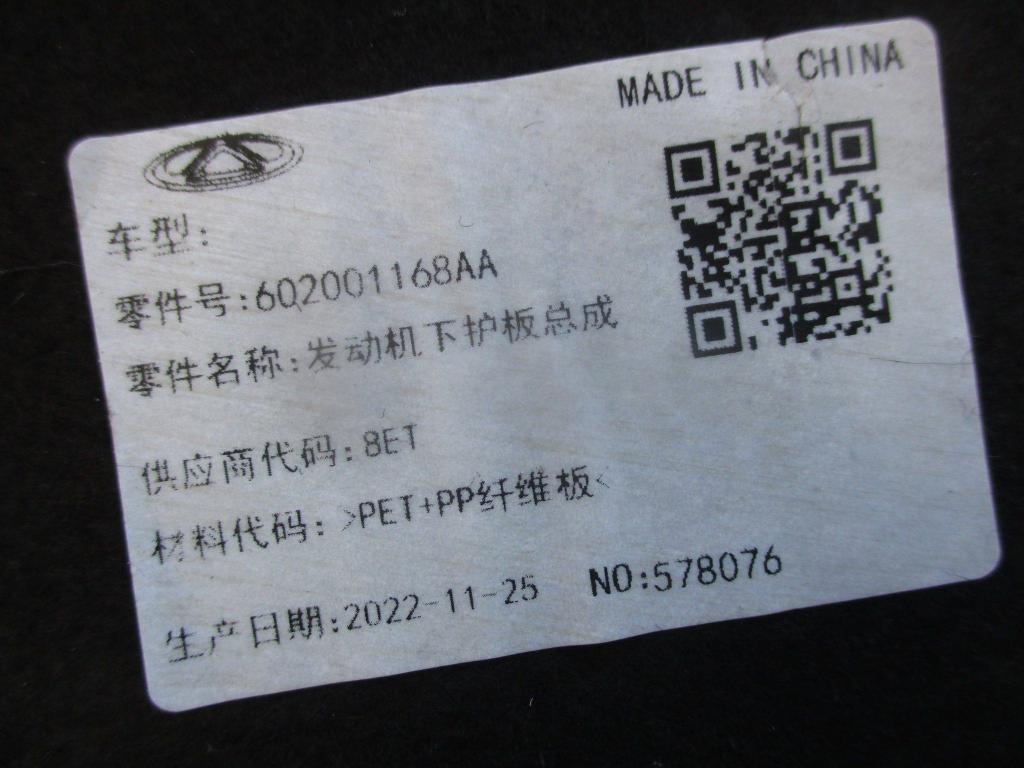 MADE IN CHINA
车型:
零件号:602001168AA
零件名称:发动机下护板总成
供应商代码:8ET
材料代码:>PET+PP纤维板<
生产日期:2022-11-25 NO:578076